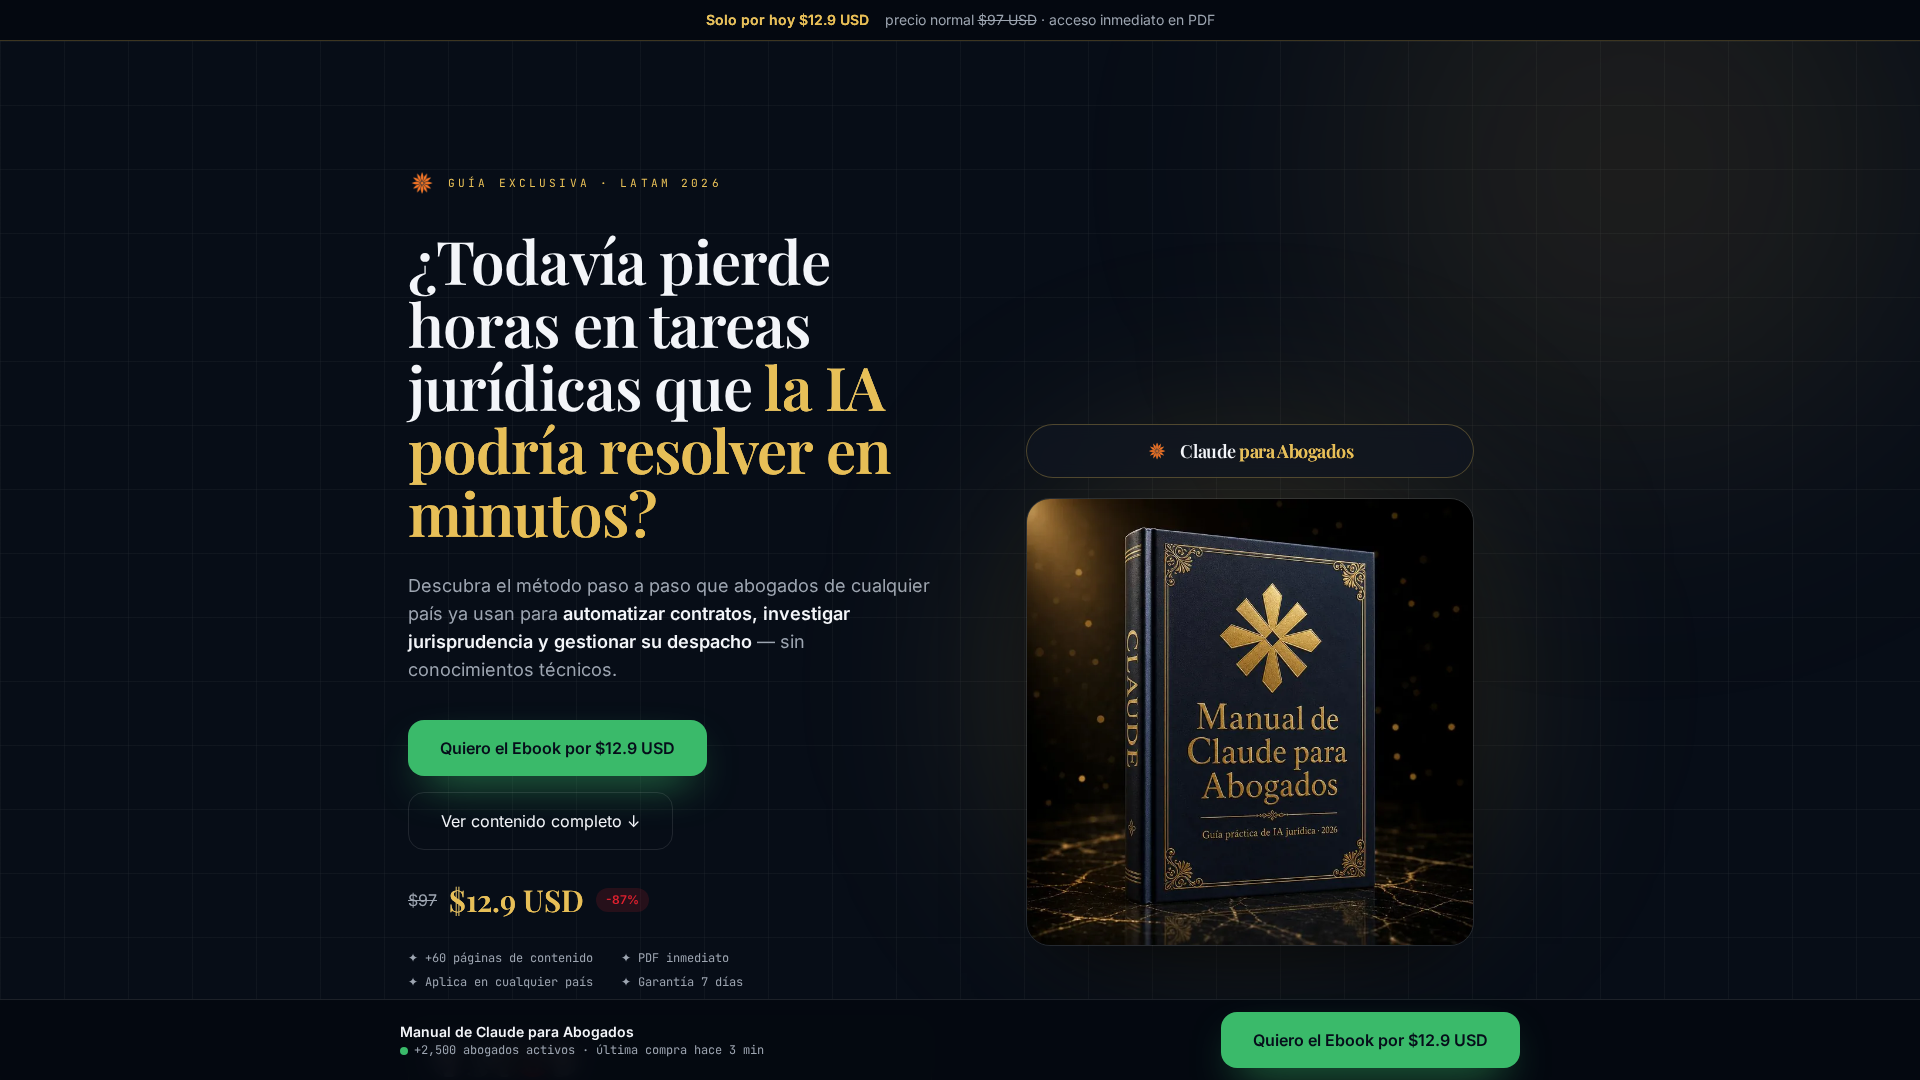 Solo por hoy $12.9 USD precio normal $97 USD · acceso inmediato en PDF
GUÍA EXCLUSIVA · LATAM 2026
¿Todavía pierde
horas en tareas
jurídicas que la IA
podría resolver en
minutos?
Descubra el método paso a paso que abogados de cualquier
país ya usan para automatizar contratos, investigar
jurisprudencia y gestionar su despacho — sin
conocimientos técnicos.
Quiero el Ebook por $12.9 USD
Ver contenido completo ↓
$97 $12.9 USD -87%
✦ +60 páginas de contenido ✦ PDF inmediato
✦ Aplica en cualquier país ✦ Garantía 7 días
Claude para Abogados
CLAUDE
Manual de
Claude para
Abogados
Guía práctica de IA jurídica · 2026
Manual de Claude para Abogados
+2,500 abogados activos · última compra hace 3 min
Quiero el Ebook por $12.9 USD